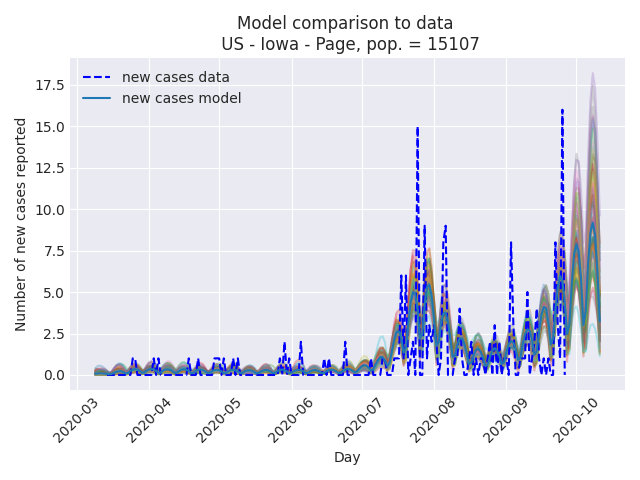 Model comparison to data
US - Iowa - Page, pop. = 15107
new cases data
new cases model
Number of new cases reported
17.5
15.0
12.5
10.0
7.5
5.0
2.5
0.0
2020-03
2020-04
2020-05
2020-06
2020-07
2020-08
2020-09
2020-10
Day